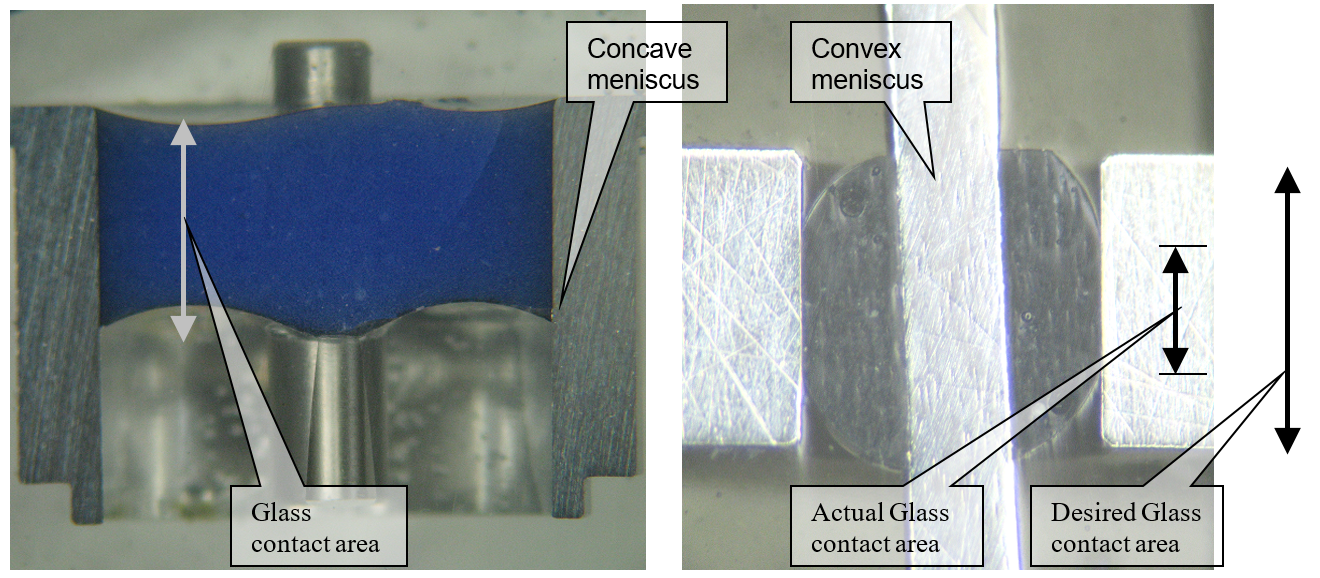 Concave
meniscus
Convex
meniscus
Glass
contact area
Actual Glass
contact area
Desired Glass
contact area